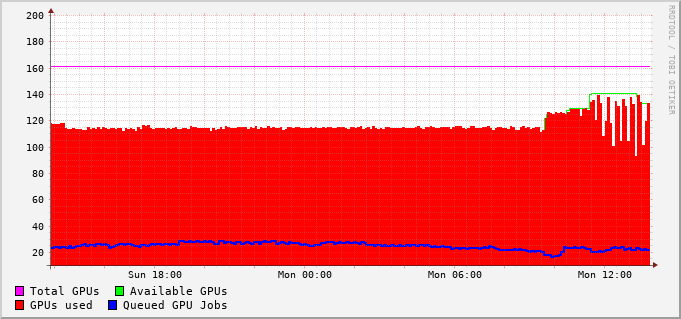 200
180
160
140
120
100
80
60
40
20
Sun 18:00 Mon 00:00 Mon 06:00 Mon 12:00
Total GPUs Available GPUs
GPUs used Queued GPU Jobs
RRDTOOL / TOBI OETIKER